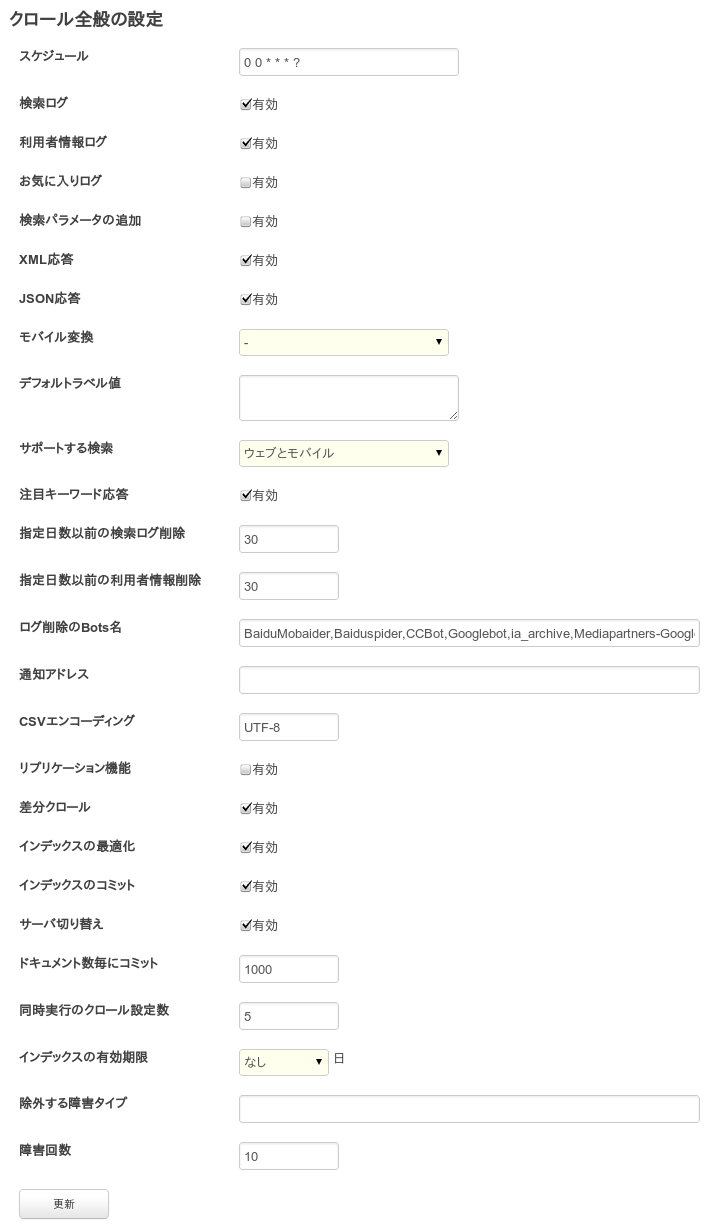 クロール全般の設定
スケジュール
0 0 * * * ?
検索ログ
有効
利用者情報ログ
有効
お気に入りログ
有効
検索パラメータの追加
有効
XML応答
有効
JSON応答
有効
モバイル変換
-
デフォルトラベル値
サポートする検索
ウェブとモバイル
注目キーワード応答
有効
指定日数以前の検索ログ削除
30
指定日数以前の利用者情報削除
30
ログ削除のBots名
BaiduMobaider,Baiduspider,CCBot,Googlebot,ia_archive,Mediapartners-Googl
通知アドレス
CSVエンコーディング
UTF-8
リプリケーション機能
有効
差分クロール
有効
インデックスの最適化
有効
インデックスのコミット
有効
サーバ切り替え
有効
ドキュメント数毎にコミット
1000
同時実行のクロール設定数
5
インデックスの有効期限
なし 日
除外する障害タイプ
障害回数
10
更新